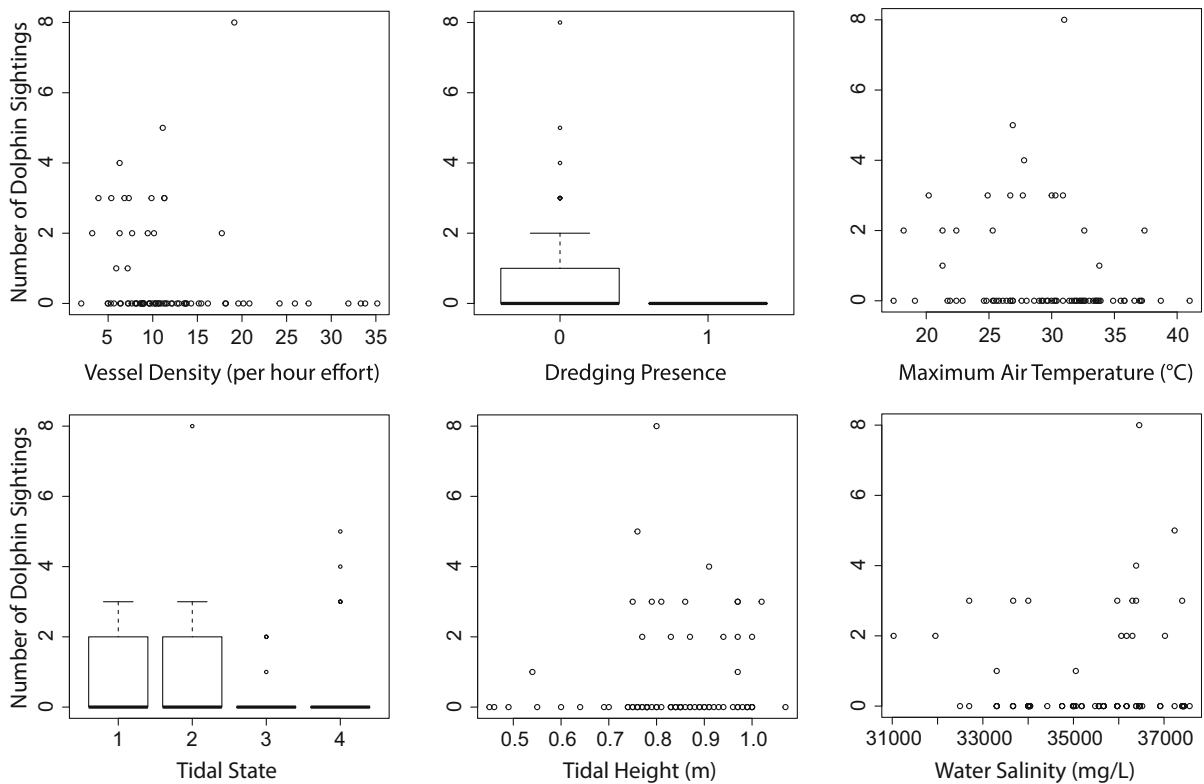 Number of Dolphin Sightings
8
6
4
2
0
5 10 15 20 25 30 35
Vessel Density (per hour effort)
8
6
4
2
0
0 1
Dredging Presence
8
6
4
2
0
20 25 30 35 40
Maximum Air Temperature (°C)
Number of Dolphin Sightings
8
6
4
2
0
1 2 3 4
Tidal State
8
6
4
2
0
0.5 0.6 0.7 0.8 0.9 1.0
Tidal Height (m)
8
6
4
2
0
31000 33000 35000 37000
Water Salinity (mg/L)